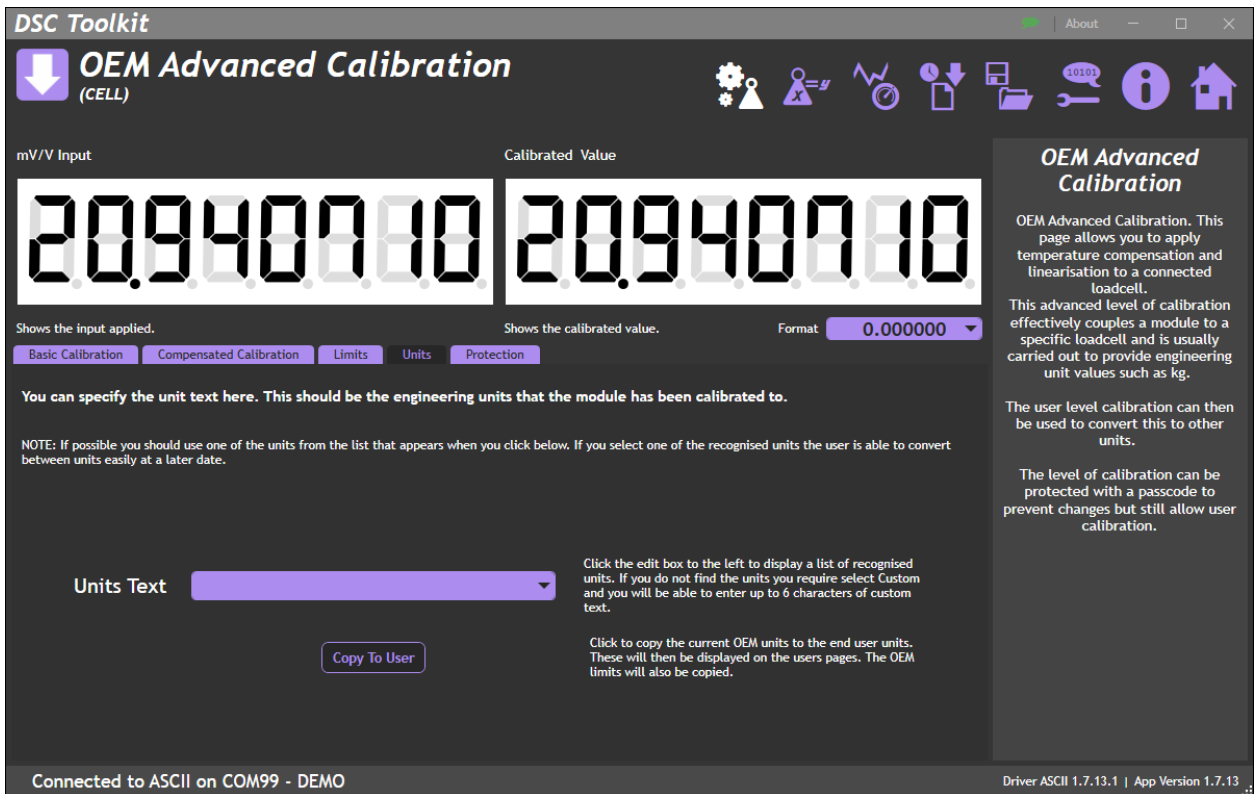 DSC Toolkit
About
OEM Advanced Calibration
(CELL)
x=y
10101
mV/V Input
Calibrated Value
20.940710
20.940710
Shows the input applied.
Shows the calibrated value.
Format
0.000000
Basic Calibration
Compensated Calibration
Limits
Units
Protection
You can specify the unit text here. This should be the engineering units that the module has been calibrated to.
NOTE: If possible you should use one of the units from the list that appears when you click below. If you select one of the recognised units the user is able to convert
between units easily at a later date.
Units Text
Click the edit box to the left to display a list of recognised
units. If you do not find the units you require select Custom
and you will be able to enter up to 6 characters of custom
text.
Copy To User
Click to copy the current OEM units to the end user units.
These will then be displayed on the users pages. The OEM
limits will also be copied.
OEM Advanced
Calibration
OEM Advanced Calibration. This
page allows you to apply
temperature compensation and
linearisation to a connected
loadcell.
This advanced level of calibration
effectively couples a module to a
specific loadcell and is usually
carried out to provide engineering
unit values such as kg.
The user level calibration can then
be used to convert this to other
units.
The level of calibration can be
protected with a passcode to
prevent changes but still allow user
calibration.
Connected to ASCII on COM99 - DEMO
Driver ASCII 1.7.13.1 | App Version 1.7.13